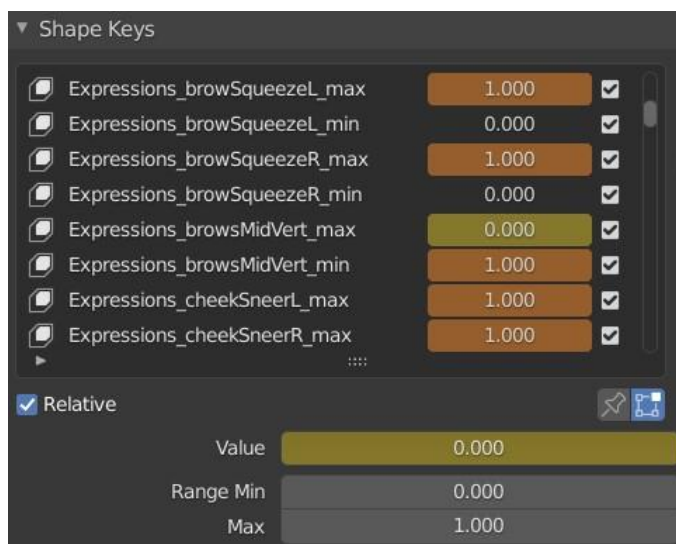 Shape Keys
Expressions_browSqueezeL_max 1.000
Expressions_browSqueezeL_min 0.000
Expressions_browSqueezeR_max 1.000
Expressions_browSqueezeR_min 0.000
Expressions_browsMidVert_max 0.000
Expressions_browsMidVert_min 1.000
Expressions_cheekSneerL_max 1.000
Expressions_cheekSneerR_max 1.000
Relative
Value 0.000
Range Min 0.000
Max 1.000